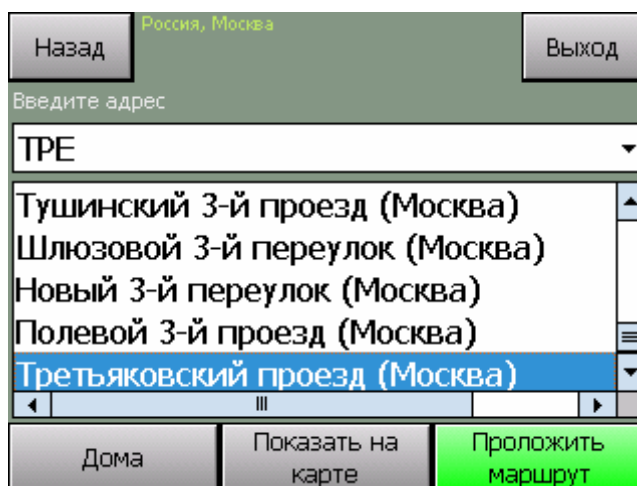 Назад
Россия, Москва
Выход
Введите адрес
ТРЕ
Тушинский 3-й проезд (Москва)
Шлюзовой 3-й переулок (Москва)
Новый 3-й переулок (Москва)
Полевой 3-й проезд (Москва)
Третьяковский проезд (Москва)
Дома
Показать на
карте
Проложить
маршрут